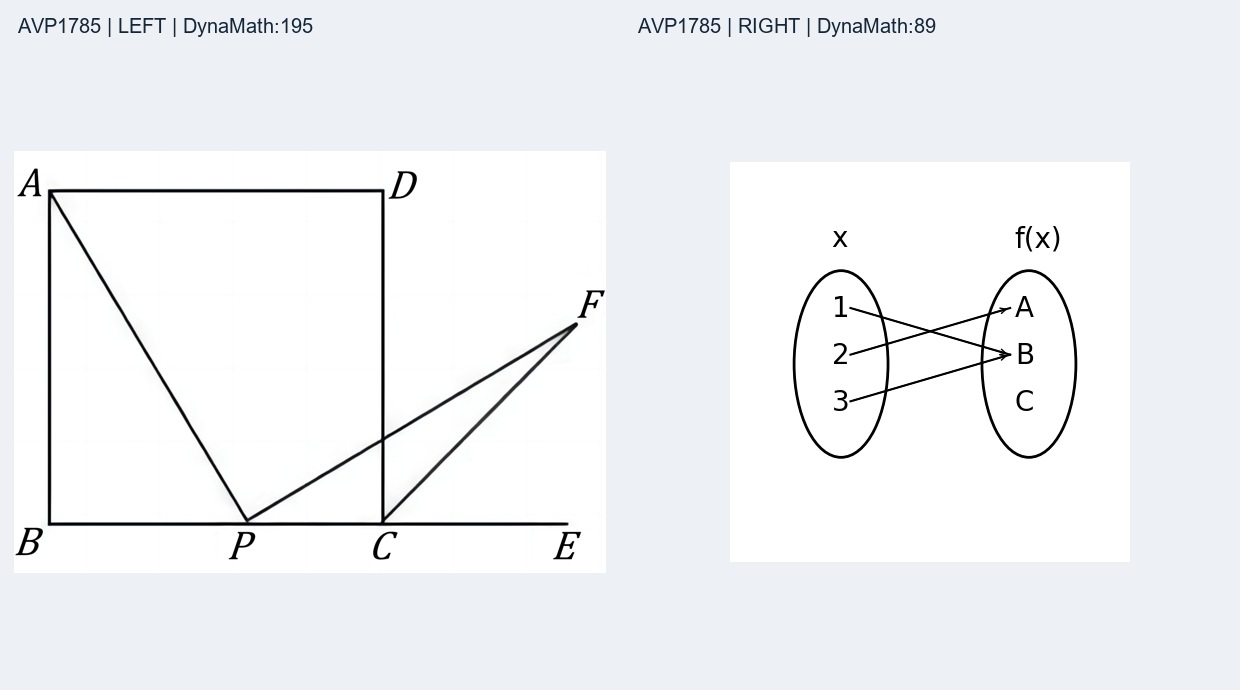 AVP1785 | LEFT | DynaMath:195
A
D
F
B
P
C
E
AVP1785 | RIGHT | DynaMath:89
x f(x)
1 A
2 B
3 C